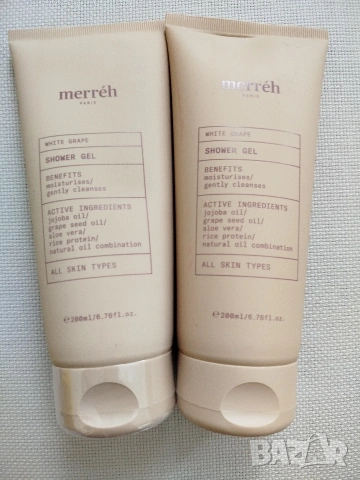 merréh
PARIS
WHITE GRAPE
SHOWER GEL
BENEFITS
moisturises/
gently cleanses
ACTIVE INGREDIENTS
jojoba oil/
grape seed oil/
aloe vera/
rice protein/
natural oil combination
ALL SKIN TYPES
℮200ml/6.76fl.oz.
merréh
PARIS
WHITE GRAPE
SHOWER GEL
BENEFITS
moisturises/
gently cleanses
ACTIVE INGREDIENTS
jojoba oil/
grape seed oil/
aloe vera/
rice protein/
natural oil combination
ALL SKIN TYPES
℮200ml/6.76fl.oz.
BAZAR